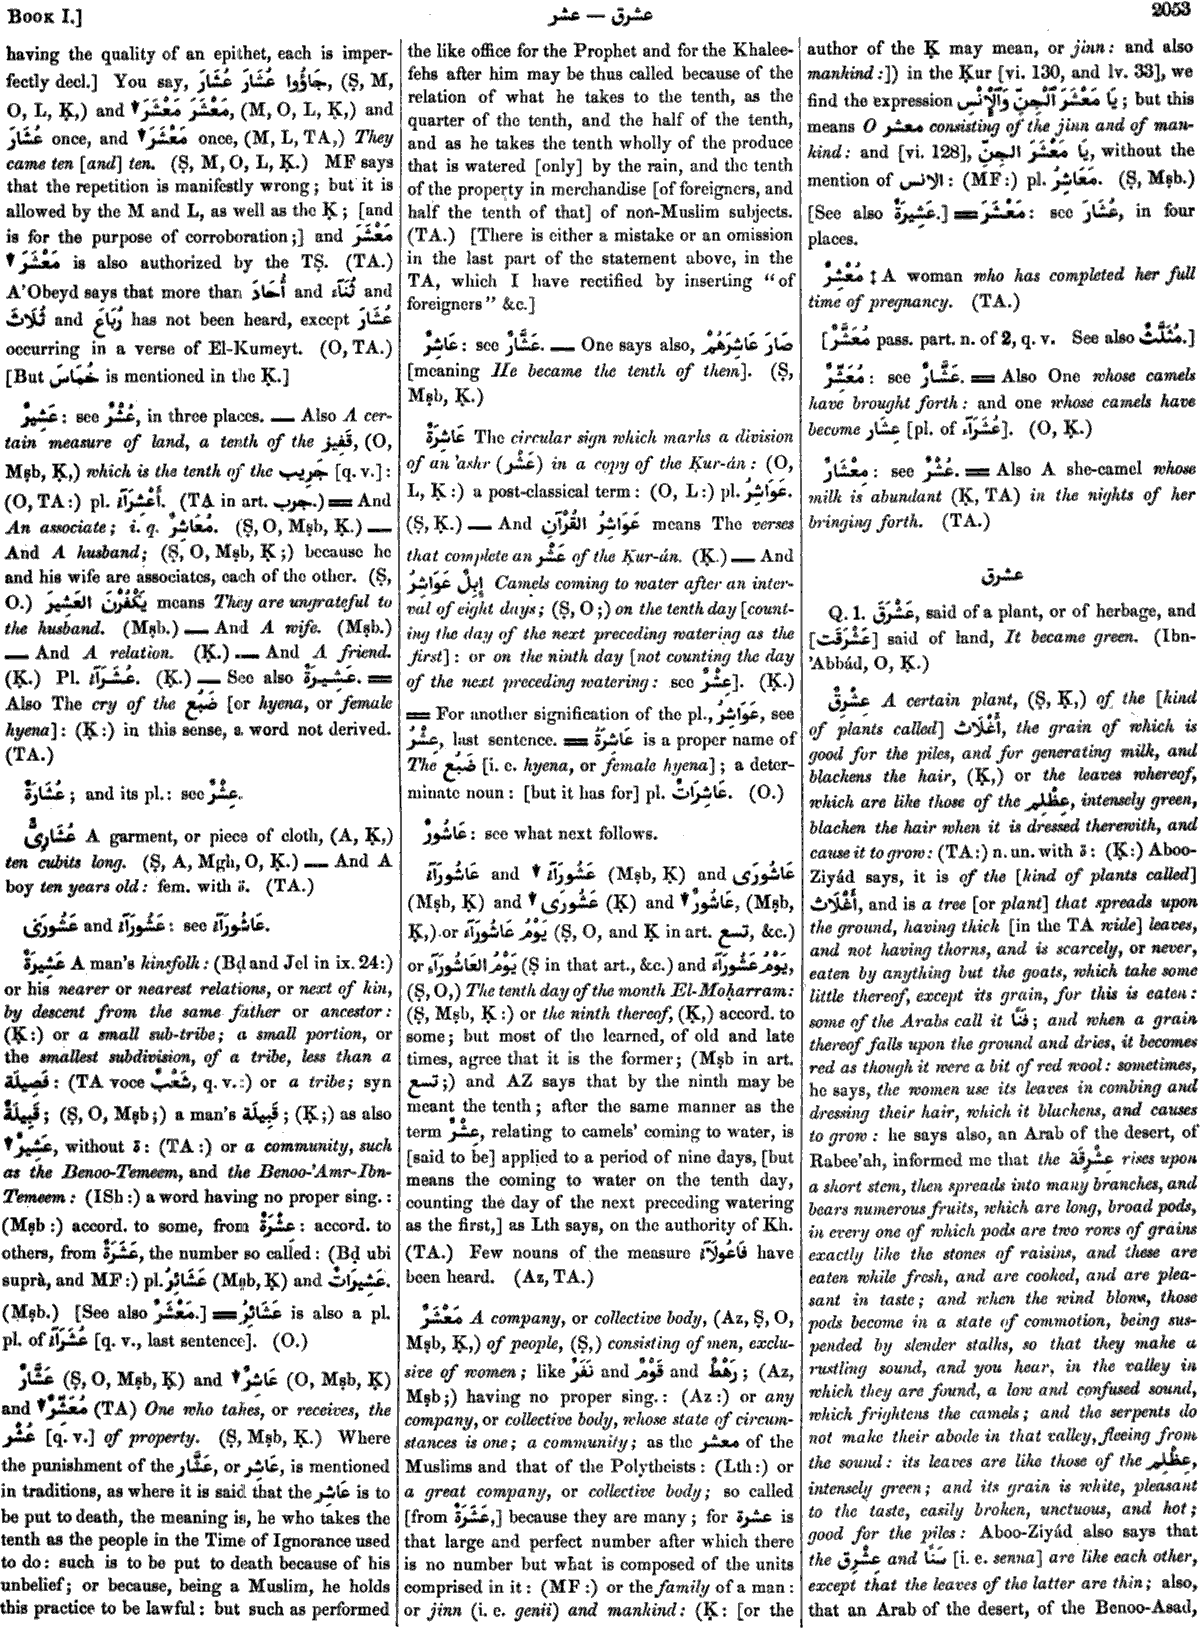 BOOK I.]
عشر — عشرق
2053
having the quality of an epithet, each is imper-
fectly decl.] You say, جَاؤُوا عُشَارَ عُشَارَ, (Ṣ, M,
O, L, Ḳ,) and مَعْشَرَ مَعْشَرَ▼, (M, O, L, Ḳ,) and
عُشَارَ once, and مَعْشَرَ▼ once, (M, L, TA,) They
came ten [and] ten. (Ṣ, M, O, L, Ḳ.) MF says
that the repetition is manifestly wrong; but it is
allowed by the M and L, as well as the Ḳ; [and
is for the purpose of corroboration;] and مَعْشَرَ
▼مَعْشَرَ is also authorized by the TṢ. (TA.)
A'Obeyd says that more than أُحَادَ and ثُنَآءَ and
ثُلَاثَ and رُبَاعَ has not been heard, except عُشَارَ
occurring in a verse of El-Kumeyt. (O, TA.)
[But خُمَاسَ is mentioned in the Ḳ.]
عَشِيرٌ: see عُشْرٌ, in three places. — Also A cer-
tain measure of land, a tenth of the قَفِيز, (O,
Mṣb, Ḳ,) which is the tenth of the جَرِيب [q. v.]:
(O, TA:) pl. أَعْشِرَآءُ. (TA in art. جرب.) == And
An associate; i. q. مُعَاشِرٌ. (Ṣ, O, Mṣb, Ḳ.) —
And A husband; (Ṣ, O, Mṣb, Ḳ;) because he
and his wife are associates, each of the other. (Ṣ,
O.) يَكْفُرْنَ العَشِيرَ means They are ungrateful to
the husband. (Mṣb.) — And A wife. (Mṣb.)
— And A relation. (Ḳ.) — And A friend.
(Ḳ.) Pl. عُشَرَآءُ. (Ḳ.) — See also عَشِيرَةٌ. ==
Also The cry of the ضَبُع [or hyena, or female
hyena]: (Ḳ:) in this sense, a word not derived.
(TA.)
عُشَارَةٌ; and its pl.: see عِشْرٌ.
عُشَارِىٌّ A garment, or piece of cloth, (A, Ḳ,)
ten cubits long. (Ṣ, A, Mgh, O, Ḳ.) — And A
boy ten years old: fem. with ة. (TA.)
عَشُورَآءُ and عَشُورَى: see عَاشُورَآءُ.
عَشِيرَةٌ A man's kinsfolk: (Bḍ and Jel in ix. 24:)
or his nearer or nearest relations, or next of kin,
by descent from the same father or ancestor:
(Ḳ:) or a small sub-tribe; a small portion, or
the smallest subdivision, of a tribe, less than a
فَصِيلَة: (TA voce شَعْبٌ, q. v.:) or a tribe; syn
قَبِيلَةٌ; (Ṣ, O, Mṣb;) a man's قَبِيلَة; (Ḳ;) as also
▼عَشِيرٌ, without ة: (TA:) or a community, such
as the Benoo-Temeem, and the Benoo-'Amr-Ibn-
Temeem: (ISh:) a word having no proper sing.:
(Mṣb:) accord. to some, from عِشْرَةٌ: accord. to
others, from عَشَرَةٌ, the number so called: (Bḍ ubi
suprà, and MF:) pl. عَشَائِرُ (Mṣb, Ḳ) and عَشِيرَاتٌ.
(Mṣb.) [See also مَعْشَرٌ.] == عَشَائِرُ is also a pl.
pl. of عُشَرَآءُ [q. v., last sentence]. (O.)
عَشَّارٌ (Ṣ, O, Mṣb, Ḳ) and عَاشِرٌ▼ (O, Mṣb, Ḳ)
and مُعَشِّرٌ▼ (TA) One who takes, or receives, the
عُشْر [q. v.] of property. (Ṣ, Mṣb, Ḳ.) Where
the punishment of the عَشَّار, or عَاشِر, is mentioned
in traditions, as where it is said that the عَاشِر is to
be put to death, the meaning is, he who takes the
tenth as the people in the Time of Ignorance used
to do: such is to be put to death because of his
unbelief; or because, being a Muslim, he holds
this practice to be lawful: but such as performed
the like office for the Prophet and for the Khalee-
fehs after him may be thus called because of the
relation of what he takes to the tenth, as the
quarter of the tenth, and the half of the tenth,
and as he takes the tenth wholly of the produce
that is watered [only] by the rain, and the tenth
of the property in merchandise [of foreigners, and
half the tenth of that] of non-Muslim subjects.
(TA.) [There is either a mistake or an omission
in the last part of the statement above, in the
TA, which I have rectified by inserting "of
foreigners" &c.]
عَاشِرٌ: see عَشَّارٌ. — One says also, صَارَ عَاشِرَهُمْ
[meaning He became the tenth of them]. (Ṣ,
Mṣb, Ḳ.)
عَاشِرَةٌ The circular sign which marks a division
of an 'ashr (عَشْر) in a copy of the Ḳur-án: (O,
L, Ḳ:) a post-classical term: (O, L:) pl. عَوَاشِرُ.
(Ṣ, Ḳ.) — And عَوَاشِرُ القُرْآنِ means The verses
that complete an عَشْر of the Ḳur-án. (Ḳ.) — And
إِبِلٌ عَوَاشِرُ Camels coming to water after an inter-
val of eight days; (Ṣ, O;) on the tenth day [count-
ing the day of the next preceding watering as the
first]: or on the ninth day [not counting the day
of the next preceding watering: see عِشْرٌ]. (Ḳ.)
== For another signification of the pl., عَوَاشِرُ, see
عِشْرٌ, last sentence. == عَاشِرَةُ is a proper name of
The ضَبُع [i. e. hyena, or female hyena]; a deter-
minate noun: [but it has for] pl. عَاشِرَاتٌ. (O.)
عَاشُورٌ: see what next follows.
عَاشُورَآءُ and عَشُورَآءُ▼ (Mṣb, Ḳ) and عَاشُورَى
(Mṣb, Ḳ) and عَشُورَى▼ (Ḳ) and عَاشُورٌ▼, (Mṣb,
Ḳ,) or يَوْمُ عَاشُورَآءَ (Ṣ, O, and Ḳ in art. تسع, &c.)
or يَوْمُ العَاشُورَآءِ (Ṣ in that art., &c.) and يَوْمُ عَشُورَآءَ,
(Ṣ, O,) The tenth day of the month El-Moḥarram:
(Ṣ, Mṣb, Ḳ:) or the ninth thereof, (Ḳ,) accord. to
some; but most of the learned, of old and late
times, agree that it is the former; (Mṣb in art.
تسع;) and AZ says that by the ninth may be
meant the tenth; after the same manner as the
term عِشْرٌ, relating to camels' coming to water, is
[said to be] applied to a period of nine days, [but
means the coming to water on the tenth day,
counting the day of the next preceding watering
as the first,] as Lth says, on the authority of Kh.
(TA.) Few nouns of the measure فَاعُولَآءُ have
been heard. (Az, TA.)
مَعْشَرٌ A company, or collective body, (Az, Ṣ, O,
Mṣb, Ḳ,) of people, (Ṣ,) consisting of men, exclu-
sive of women; like نَفَرٌ and قَوْمٌ and رَهْطٌ; (Az,
Mṣb;) having no proper sing.: (Az:) or any
company, or collective body, whose state of circum-
stances is one; a community; as the معشر of the
Muslims and that of the Polytheists: (Lth:) or
a great company, or collective body; so called
[from عَشَرَةٌ,] because they are many; for عشرة is
that large and perfect number after which there
is no number but what is composed of the units
comprised in it: (MF:) or the family of a man:
or jinn (i. e. genii) and mankind: (Ḳ: [or the
author of the Ḳ may mean, or jinn: and also
mankind:]) in the Ḳur [vi. 130, and lv. 33], we
find the expression يَا مَعْشَرَ الْجِنِّ وَالْإِنْسِ; but this
means O معشر consisting of the jinn and of man-
kind: and [vi. 128], يَا مَعْشَرَ الجِنِّ, without the
mention of الانس: (MF:) pl. مَعَاشِرُ. (Ṣ, Mṣb.)
[See also عَشِيرَةٌ.] == مَعْشَرَ: see عُشَارَ, in four
places.
مُعْشِرٌ ‡ A woman who has completed her full
time of pregnancy. (TA.)
[مُعَشَّرٌ pass. part. n. of 2, q. v. See also مُثَلَّثٌ.]
مُعَشِّرٌ: see عَشَّارٌ. == Also One whose camels
have brought forth: and one whose camels have
become عِشَار [pl. of عُشَرَآءُ]. (O, Ḳ.)
مِعْشَارٌ: see عُشْرٌ. == Also A she-camel whose
milk is abundant (Ḳ, TA) in the nights of her
bringing forth. (TA.)
عشرق
Q. 1. عَشْرَقَ, said of a plant, or of herbage, and
[عَشْرَقَت] said of land, It became green. (Ibn-
'Abbád, O, Ḳ.)
عِشْرِقٌ A certain plant, (Ṣ, Ḳ,) of the [kind
of plants called] أَغْلَاث, the grain of which is
good for the piles, and for generating milk, and
blackens the hair, (Ḳ,) or the leaves whereof,
which are like those of the عِظْلِم, intensely green,
blacken the hair when it is dressed therewith, and
cause it to grow: (TA:) n. un. with ة: (Ḳ:) Aboo-
Ziyád says, it is of the [kind of plants called]
أَغْلَاث, and is a tree [or plant] that spreads upon
the ground, having thick [in the TA wide] leaves,
and not having thorns, and is scarcely, or never,
eaten by anything but the goats, which take some
little thereof, except its grain, for this is eaten:
some of the Arabs call it فَنًا; and when a grain
thereof falls upon the ground and dries, it becomes
red as though it were a bit of red wool: sometimes,
he says, the women use its leaves in combing and
dressing their hair, which it blackens, and causes
to grow: he says also, an Arab of the desert, of
Rabee'ah, informed me that the عِشْرِقَة rises upon
a short stem, then spreads into many branches, and
bears numerous fruits, which are long, broad pods,
in every one of which pods are two rows of grains
exactly like the stones of raisins, and these are
eaten while fresh, and are cooked, and are plea-
sant in taste; and when the wind blows, those
pods become in a state of commotion, being sus-
pended by slender stalks, so that they make a
rustling sound, and you hear, in the valley in
which they are found, a low and confused sound,
which frightens the camels; and the serpents do
not make their abode in that valley, fleeing from
the sound: its leaves are like those of the عِظْلِم,
intensely green; and its grain is white, pleasant
to the taste, easily broken, unctuous, and hot;
good for the piles: Aboo-Ziyád also says that
the عِشْرِق and سَنًا [i. e. senna] are like each other,
except that the leaves of the latter are thin; also,
that an Arab of the desert, of the Benoo-Asad,